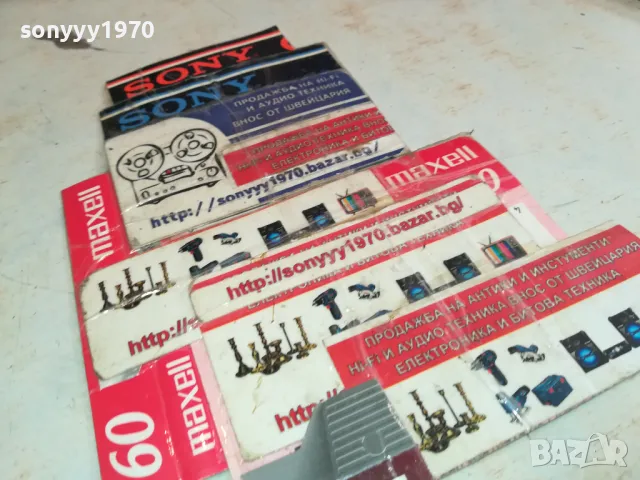 sonyyy1970
SONY
SONY
ПРОДАЖБА НА HI-FI
И АУДИО ТЕХНИКА
ВНОС ОТ ШВЕЙЦАРИЯ
http://sonyyy1970.bazar.bg/
maxell
maxell
http://sonyyy1970.bazar.bg/
http://
ПРОДАЖБА НА АНТИКИ И ИНСТУМЕНТИ
HI-FI И АУДИО ТЕХНИКА ВНОС ОТ ШВЕЙЦАРИЯ
ЕЛЕКТРОНИКА И БИТОВА ТЕХНИКА
maxell
60
BAZAR
bg